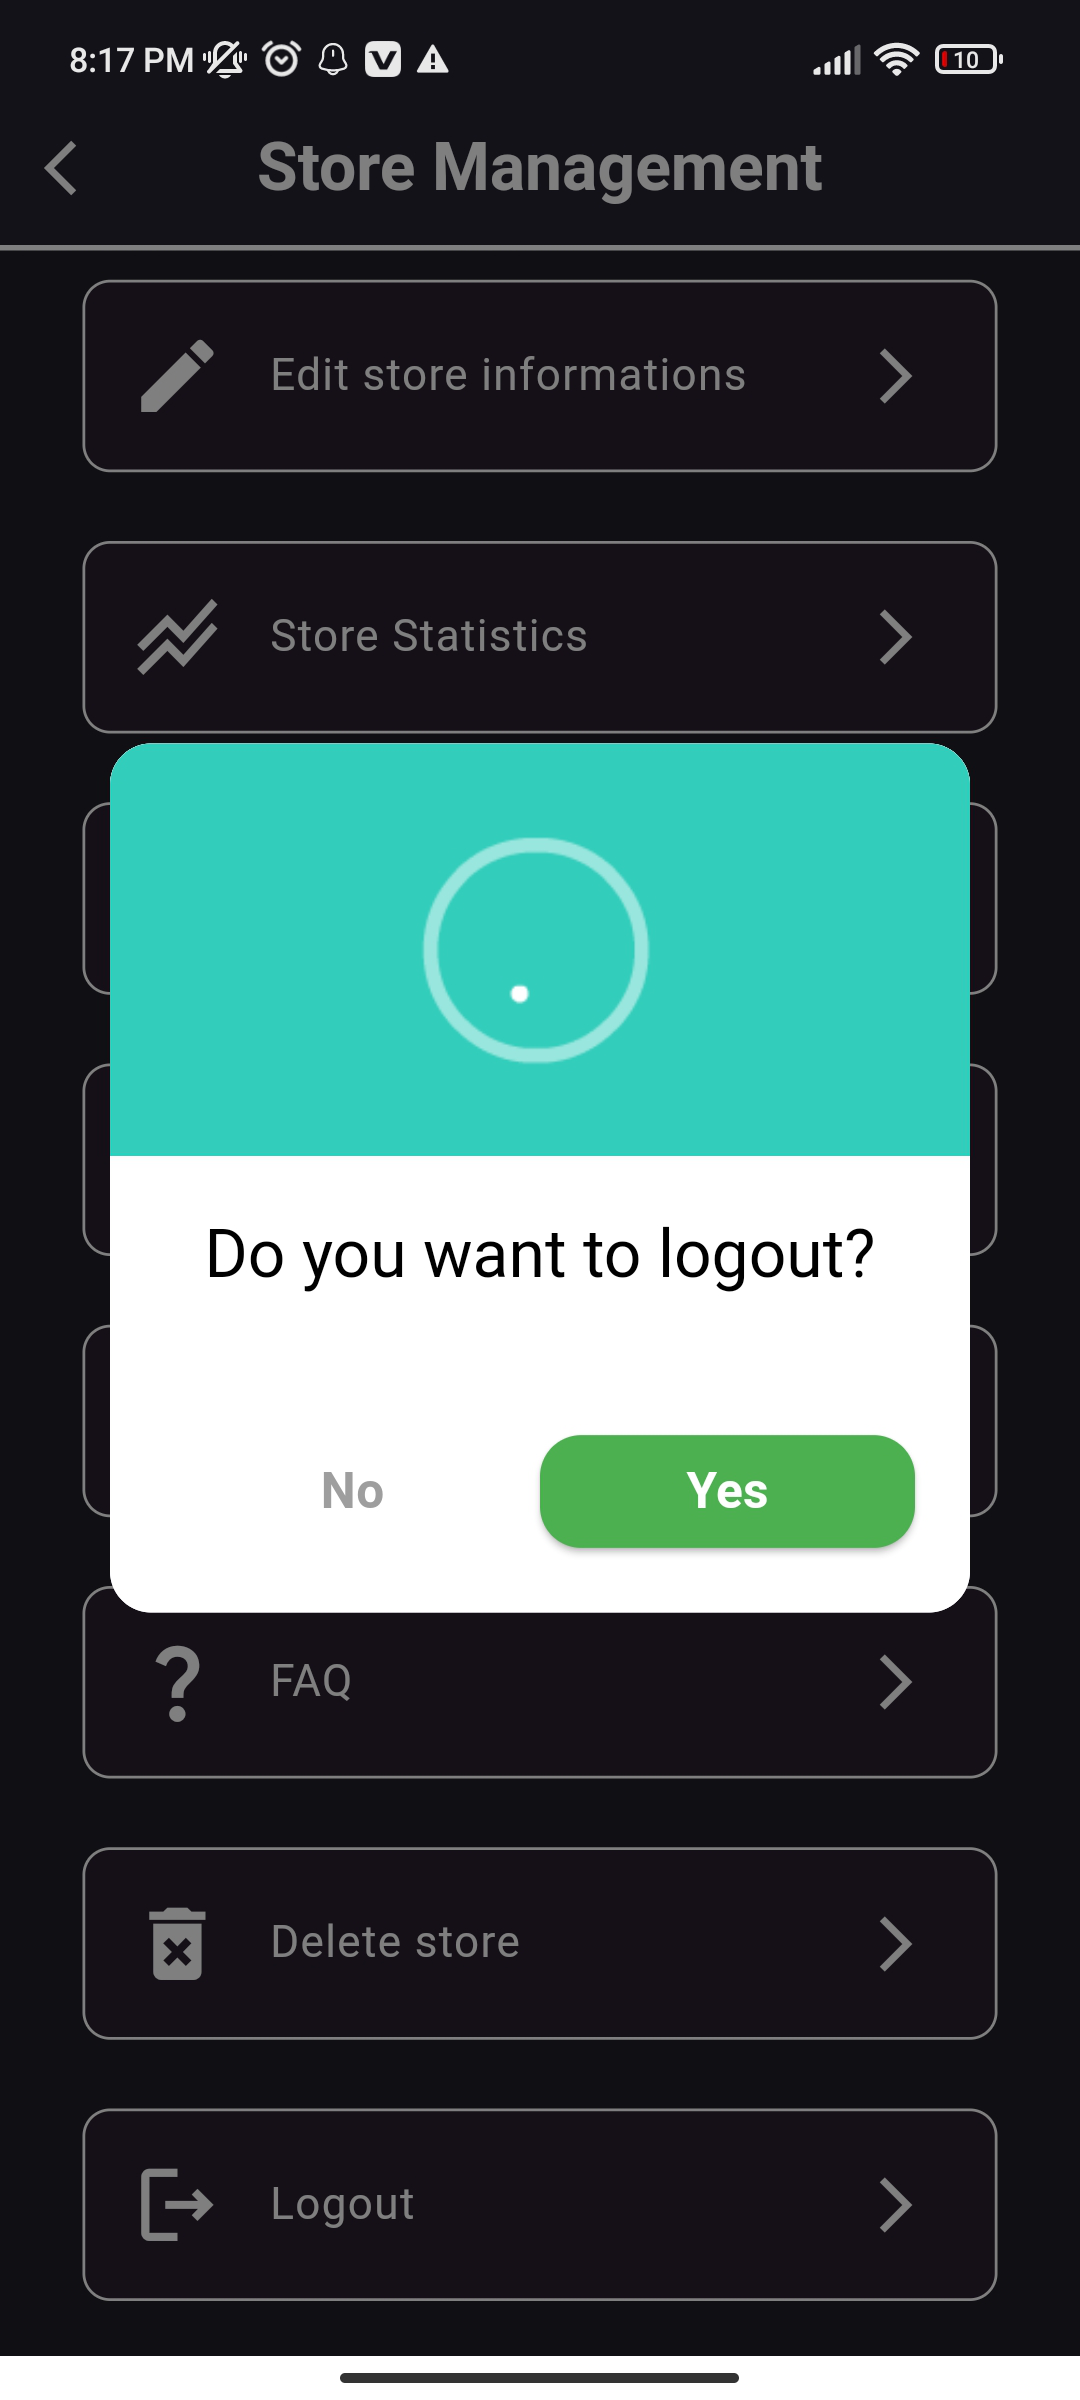 8:17 PM
10
Store Management
Edit store informations
Store Statistics
Do you want to logout?
No
Yes
FAQ
Delete store
Logout